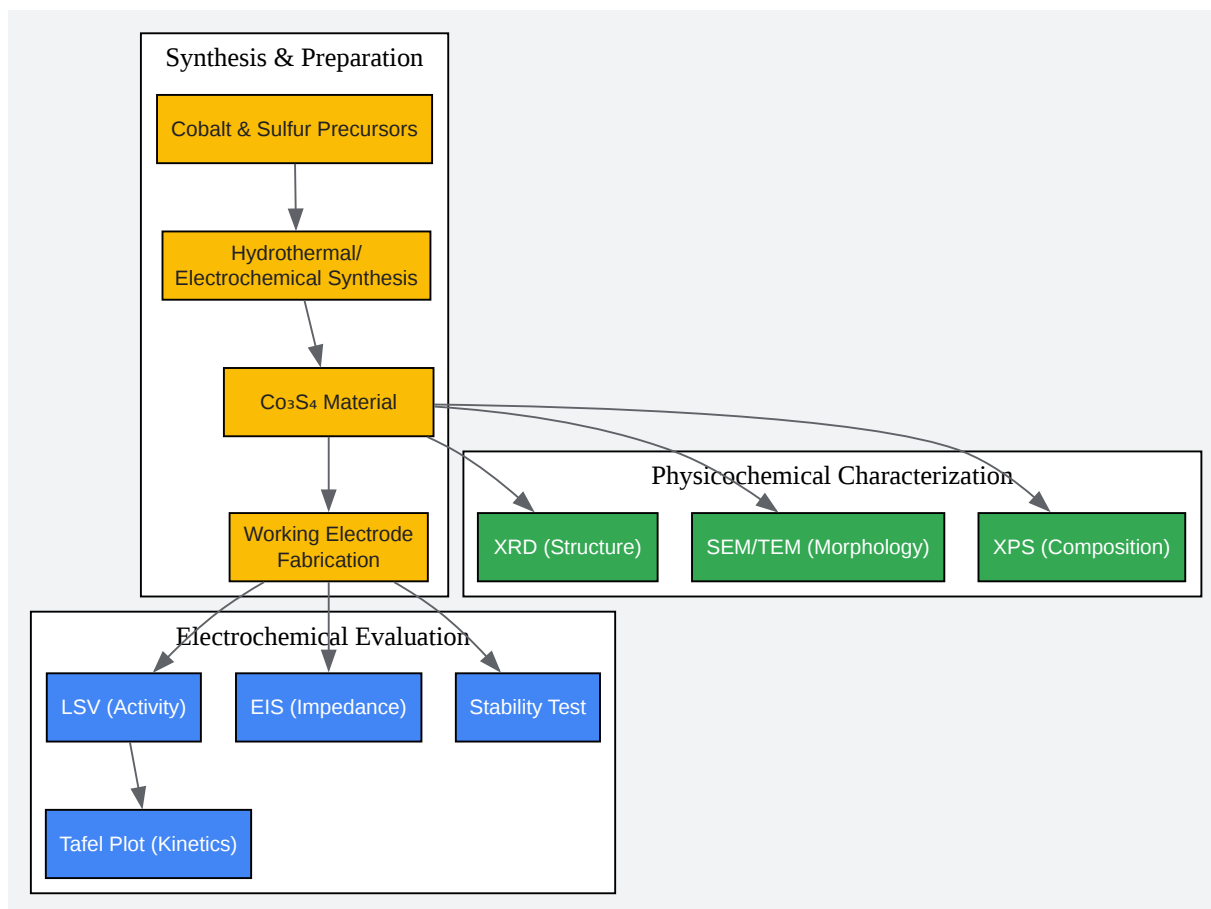 Synthesis & Preparation
Cobalt & Sulfur Precursors
Hydrothermal/
Electrochemical Synthesis
Co₃S₄ Material
Working Electrode
Fabrication
Physicochemical Characterization
XRD (Structure)
SEM/TEM (Morphology)
XPS (Composition)
Electrochemical Evaluation
LSV (Activity)
EIS (Impedance)
Stability Test
Tafel Plot (Kinetics)